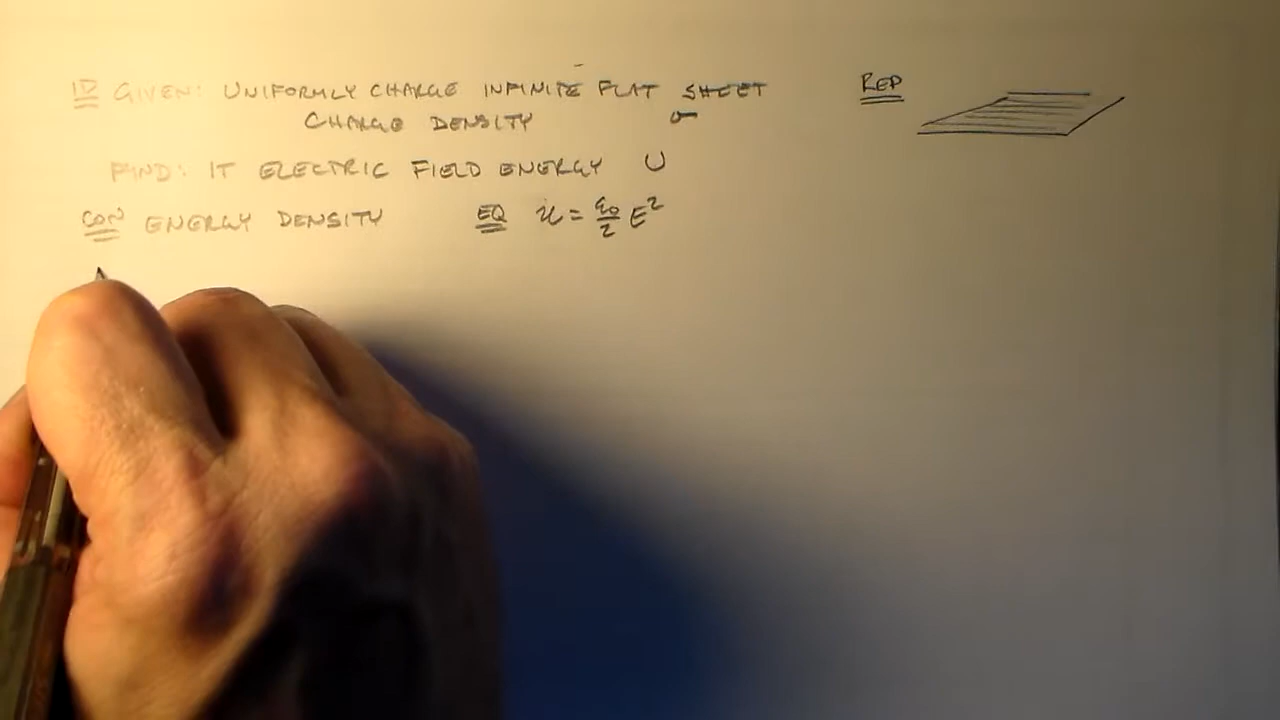 ID GIVEN: UNIFORMLY CHARGE INFINITE FLAT SHEET
CHARGE DENSITY σ
FIND: IT ELECTRIC FIELD ENERGY U
CON ENERGY DENSITY EQ u = ε0/2 E²
REP